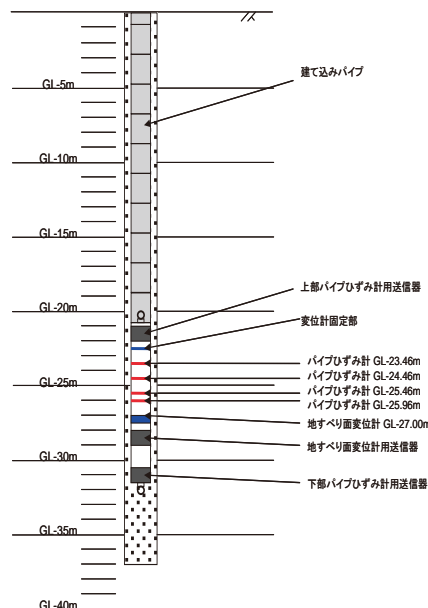 GL-5m
建て込みパイプ
GL-10m
GL-15m
GL-20m
上部パイプひずみ計用送信器
変位計固定部
パイプひずみ計 GL-23.46m
パイプひずみ計 GL-24.46m
GL-25m
パイプひずみ計 GL-25.46m
パイプひずみ計 GL-25.96m
地すべり面変位計 GL-27.00m
地すべり面変位計用送信器
GL-30m
下部パイプひずみ計用送信器
GL-35m
GL-40m